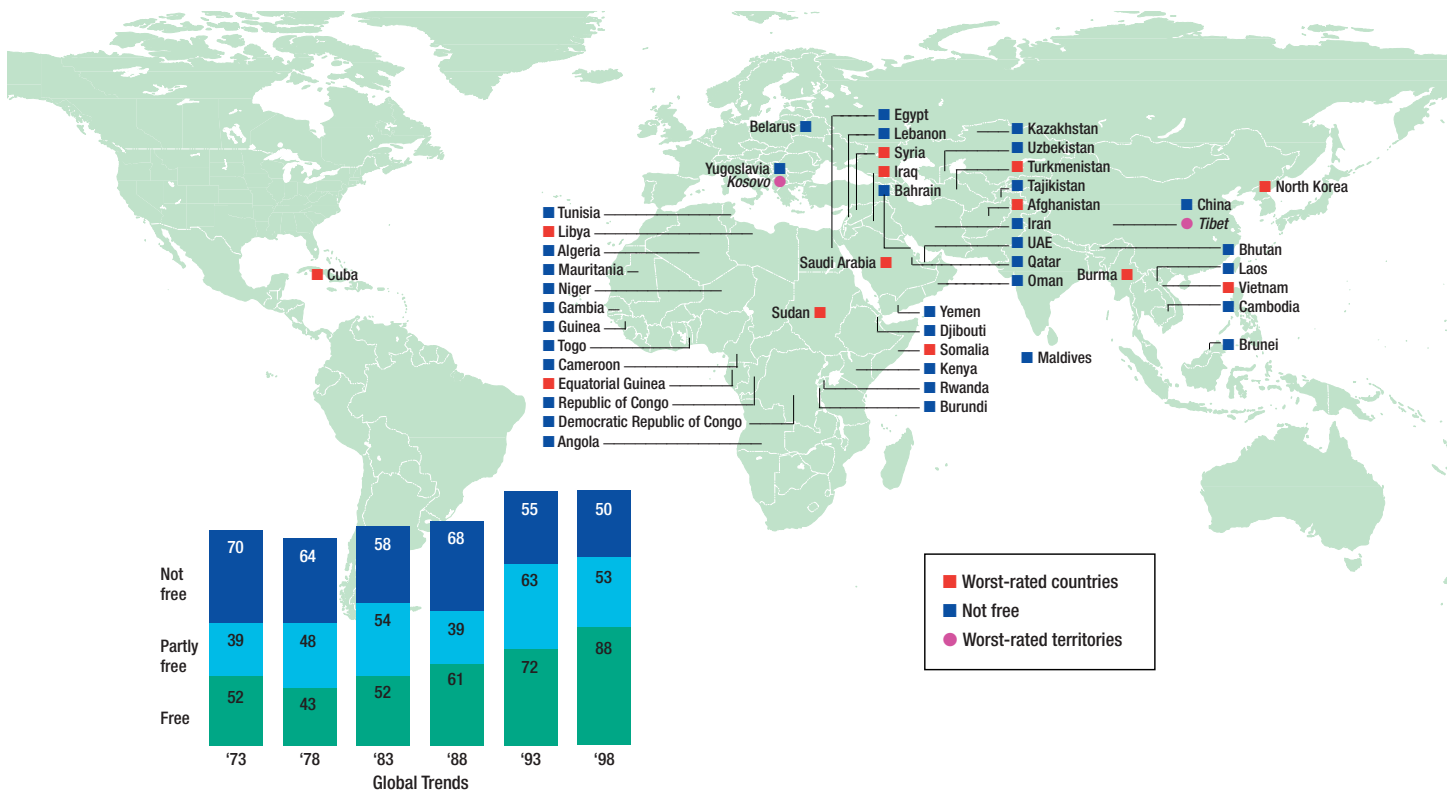 Belarus
Yugoslavia
Kosovo
Egypt
Lebanon
Syria
Iraq
Bahrain
Kazakhstan
Uzbekistan
Turkmenistan
Tajikistan
Afghanistan
Iran
UAE
Qatar
Oman
North Korea
China
Tibet
Bhutan
Laos
Vietnam
Cambodia
Brunei
Burma
Maldives
Saudi Arabia
Sudan
Cuba
Tunisia
Libya
Algeria
Mauritania
Niger
Gambia
Guinea
Togo
Cameroon
Equatorial Guinea
Republic of Congo
Democratic Republic of Congo
Angola
Yemen
Djibouti
Somalia
Kenya
Rwanda
Burundi
Not
free
70 64 58 68 55 50
Partly
free
39 48 54 39 63 53
Free
52 43 52 61 72 88
‘73 ‘78 ‘83 ‘88 ‘93 ‘98
Global Trends
Worst-rated countries
Not free
Worst-rated territories